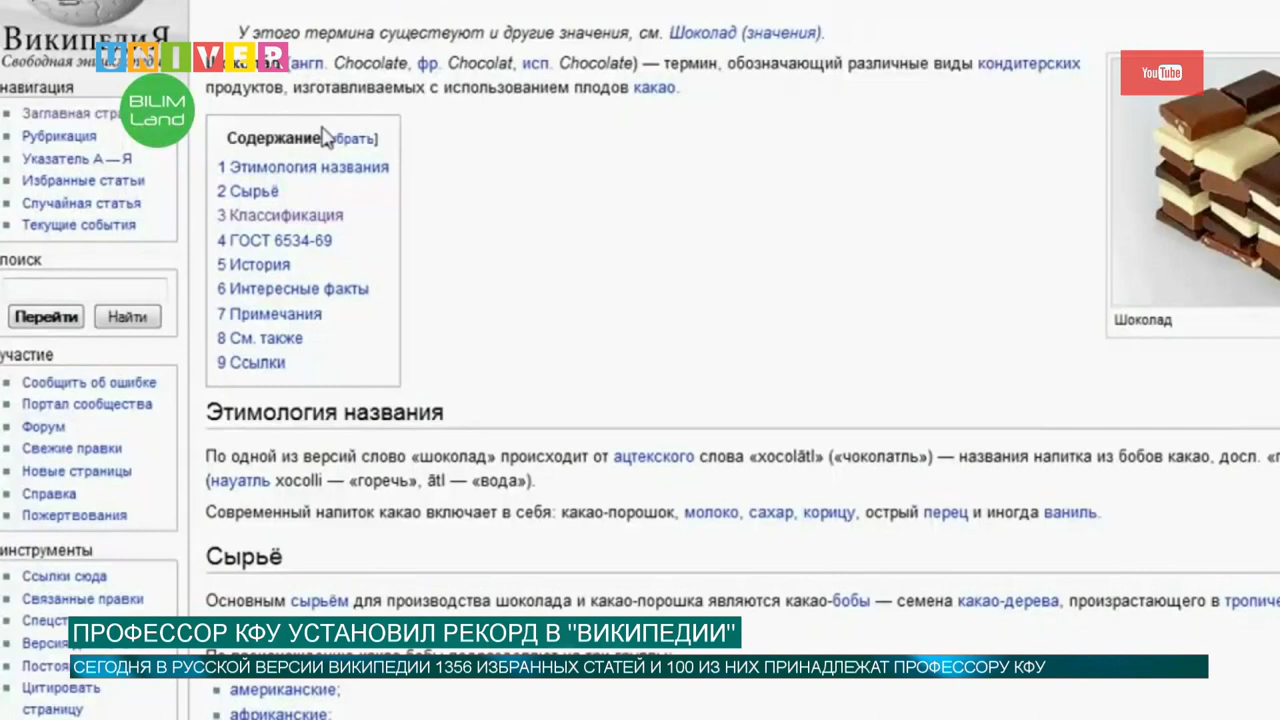 ВикипедиЯ
Свободная
UNIVER
BILIM
Land
YouTube
навигация
Заглавная
Рубрикация
Указатель А — Я
Избранные статьи
Случайная статья
Текущие события
поиск
Перейти Найти
участие
Сообщить об ошибке
Портал сообщества
Форум
Свежие правки
Новые страницы
Справка
Пожертвования
инструменты
Ссылки сюда
Связанные правки
Цитировать
страницу
У этого термина существуют и другие значения, см. Шоколад (значения).
(англ. Chocolate, фр. Chocolat, исп. Chocolate) — термин, обозначающий различные виды кондитерских
продуктов, изготавливаемых с использованием плодов какао.
Содержание
1 Этимология названия
2 Сырьё
3 Классификация
4 ГОСТ 6534-69
5 История
6 Интересные факты
7 Примечания
8 См. также
9 Ссылки
Шоколад
Этимология названия
По одной из версий слово «шоколад» происходит от ацтекского слова «xocolātl» («чоколатль») — названия напитка из бобов какао, досл.
(науатль xocolli — «горечь», ātl — «вода»).
Современный напиток какао включает в себя: какао-порошок, молоко, сахар, корицу, острый перец и иногда ваниль.
Сырьё
Основным сырьём для производства шоколада и какао-порошка являются какао-бобы — семена какао-дерева, произрастающего в
американские;
африканские;
ПРОФЕССОР КФУ УСТАНОВИЛ РЕКОРД В "ВИКИПЕДИИ"
СЕГОДНЯ В РУССКОЙ ВЕРСИИ ВИКИПЕДИИ 1356 ИЗБРАННЫХ СТАТЕЙ И 100 ИЗ НИХ ПРИНАДЛЕЖАТ ПРОФЕССОРУ КФУ